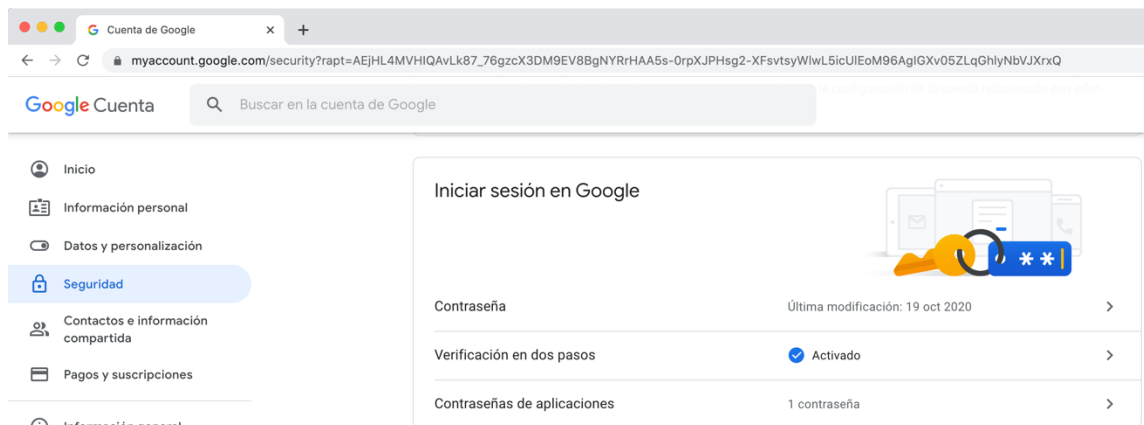 Cuenta de Google
myaccount.google.com/security?rapt=AEjHL4MVHIQAvLk87_76gzcX3DM9EV8BgNYRrHAA5s-0rpXJPHsg2-XFsvtsyWlwL5icUlEoM96AgIGXv05ZLqGhlyNbVJXrxQ
Google Cuenta
Buscar en la cuenta de Google
Inicio
Información personal
Datos y personalización
Seguridad
Contactos e información
compartida
Pagos y suscripciones
Información general
Iniciar sesión en Google
Contraseña Última modificación: 19 oct 2020
Verificación en dos pasos Activado
Contraseñas de aplicaciones 1 contraseña